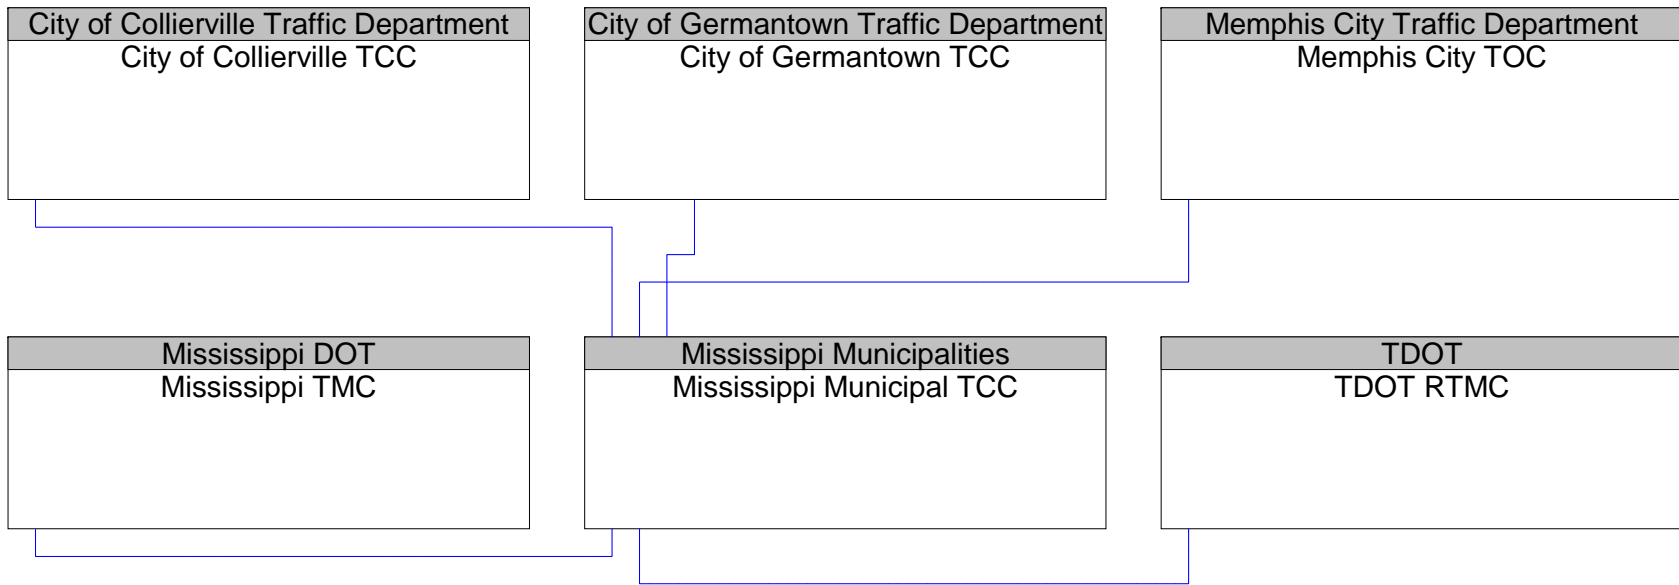 City of Collierville Traffic Department
City of Collierville TCC
City of Germantown Traffic Department
City of Germantown TCC
Memphis City Traffic Department
Memphis City TOC
Mississippi DOT
Mississippi TMC
Mississippi Municipalities
Mississippi Municipal TCC
TDOT
TDOT RTMC